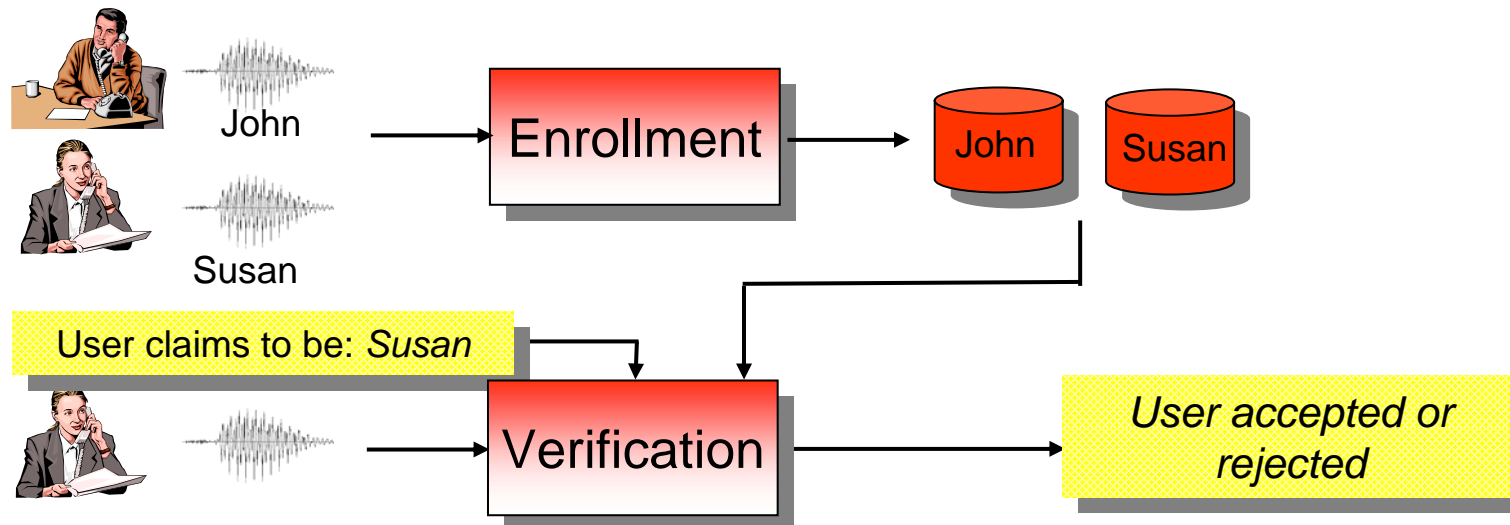 John
Enrollment
John
Susan
Susan
User claims to be: Susan
Verification
User accepted or
rejected